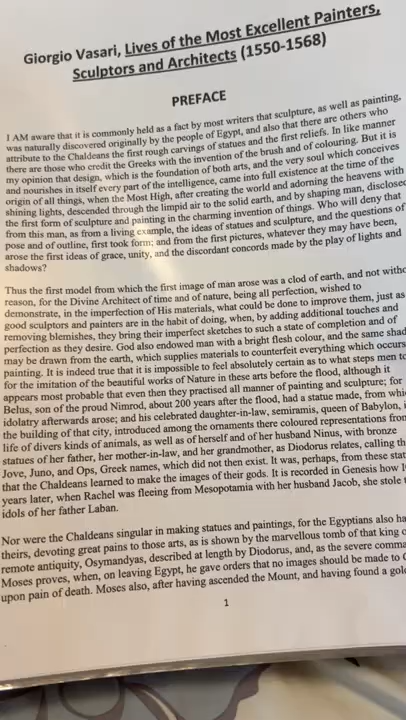 Giorgio Vasari, Lives of the Most Excellent Painters,
Sculptors and Architects (1550-1568)
PREFACE
I AM aware that it is commonly held as a fact by most writers that sculpture, as well as painting,
was naturally discovered originally by the people of Egypt, and also that there are others who
attribute to the Chaldeans the first rough carvings of statues and the first reliefs. In like manner
there are those who credit the Greeks with the invention of the brush and of colouring. But it is
my opinion that design, which is the foundation of both arts, and the very soul which conceives
and nourishes in itself every part of the intelligence, came into full existence at the time of the
origin of all things, when the Most High, after creating the world and adorning the heavens with
shining lights, descended through the limpid air to the solid earth, and by shaping man, disclosed
the first form of sculpture and painting in the charming invention of things. Who will deny that
from this man, as from a living example, the ideas of statues and sculpture, and the questions of
pose and of outline, first took form; and from the first pictures, whatever they may have been,
arose the first ideas of grace, unity, and the discordant concords made by the play of lights and
shadows?
Thus the first model from which the first image of man arose was a clod of earth, and not witho
reason, for the Divine Architect of time and of nature, being all perfection, wished to
demonstrate, in the imperfection of His materials, what could be done to improve them, just as
good sculptors and painters are in the habit of doing, when, by adding additional touches and
removing blemishes, they bring their imperfect sketches to such a state of completion and of
perfection as they desire. God also endowed man with a bright flesh colour, and the same shad
may be drawn from the earth, which supplies materials to counterfeit everything which occurs
painting. It is indeed true that it is impossible to feel absolutely certain as to what steps men to
for the imitation of the beautiful works of Nature in these arts before the flood, although it
appears most probable that even then they practised all manner of painting and sculpture; for
Belus, son of the proud Nimrod, about 200 years after the flood, had a statue made, from whi
idolatry afterwards arose; and his celebrated daughter-in-law, semiramis, queen of Babylon, i
the building of that city, introduced among the ornaments there coloured representations from
life of divers kinds of animals, as well as of herself and of her husband Ninus, with bronze
statues of her father, her mother-in-law, and her grandmother, as Diodorus relates, calling th
Jove, Juno, and Ops, Greek names, which did not then exist. It was, perhaps, from these stat
that the Chaldeans learned to make the images of their gods. It is recorded in Genesis how 1
years later, when Rachel was fleeing from Mesopotamia with her husband Jacob, she stole
idols of her father Laban.
Nor were the Chaldeans singular in making statues and paintings, for the Egyptians also ha
theirs, devoting great pains to those arts, as is shown by the marvellous tomb of that king o
remote antiquity, Osymandyas, described at length by Diodorus, and, as the severe comma
Moses proves, when, on leaving Egypt, he gave orders that no images should be made to
upon pain of death. Moses also, after having ascended the Mount, and having found a gold
1